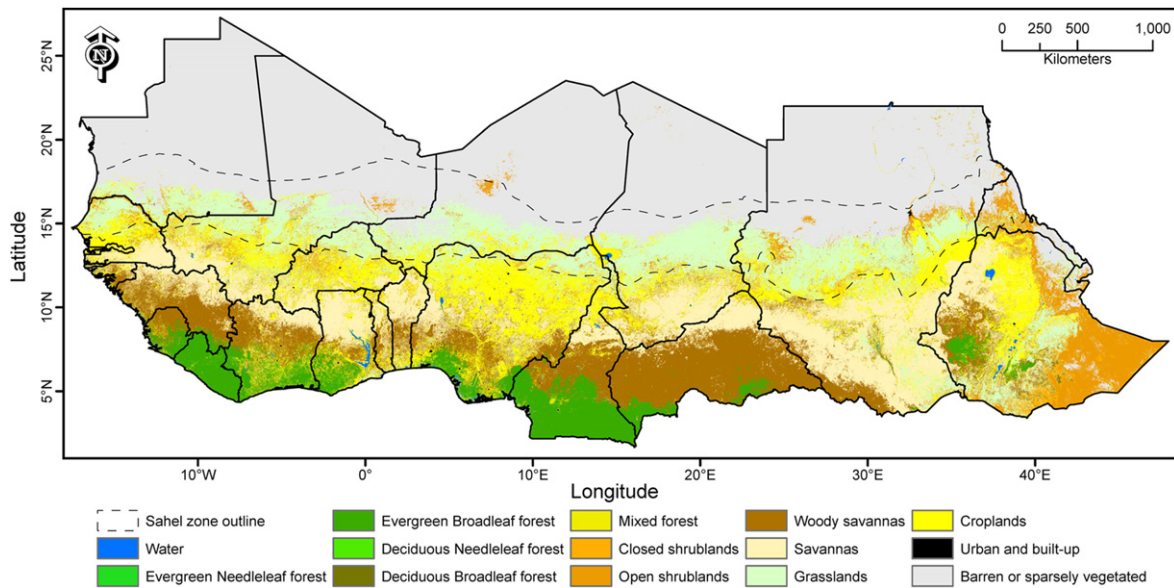 N
0 250 500 1,000
Kilometers
25°N
20°N
15°N
10°N
5°N
Latitude
10°W 0° 10°E 20°E 30°E 40°E
Longitude
Sahel zone outline
Water
Evergreen Needleleaf forest
Evergreen Broadleaf forest
Deciduous Needleleaf forest
Deciduous Broadleaf forest
Mixed forest
Closed shrublands
Open shrublands
Woody savannas
Savannas
Grasslands
Croplands
Urban and built-up
Barren or sparsely vegetated